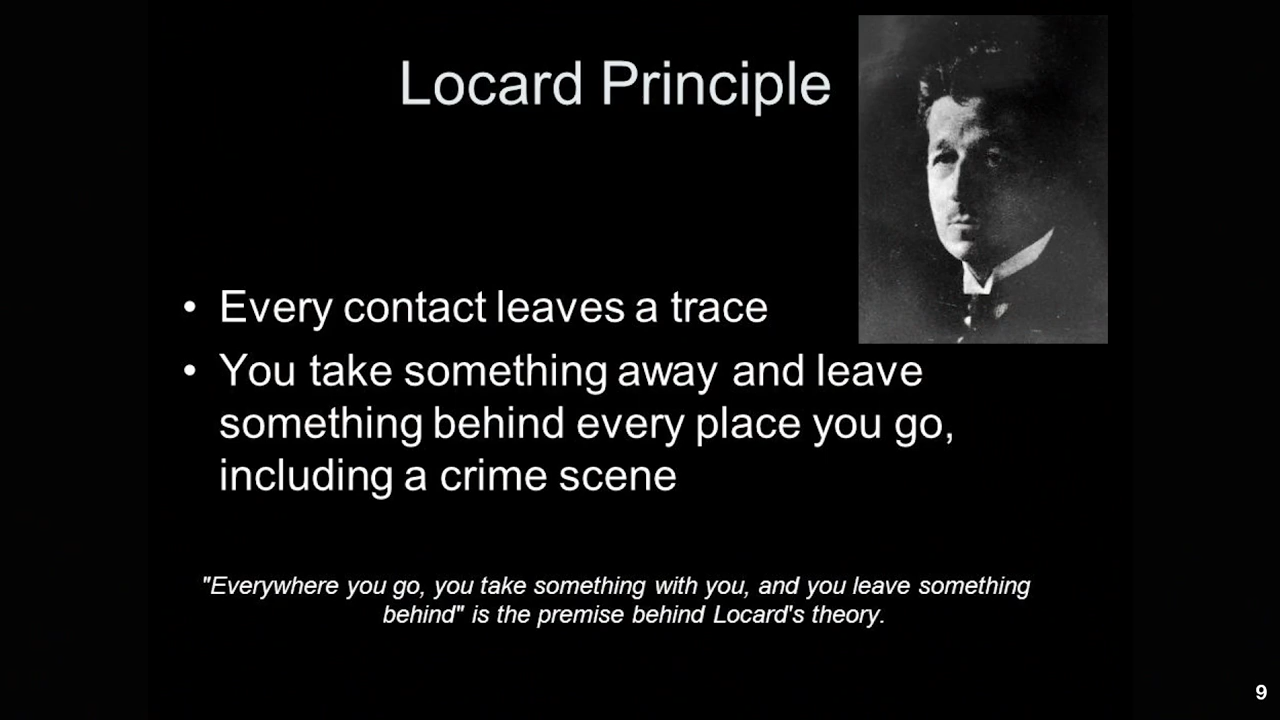 Locard Principle
• Every contact leaves a trace
• You take something away and leave
something behind every place you go,
including a crime scene
"Everywhere you go, you take something with you, and you leave something
behind" is the premise behind Locard's theory.
9